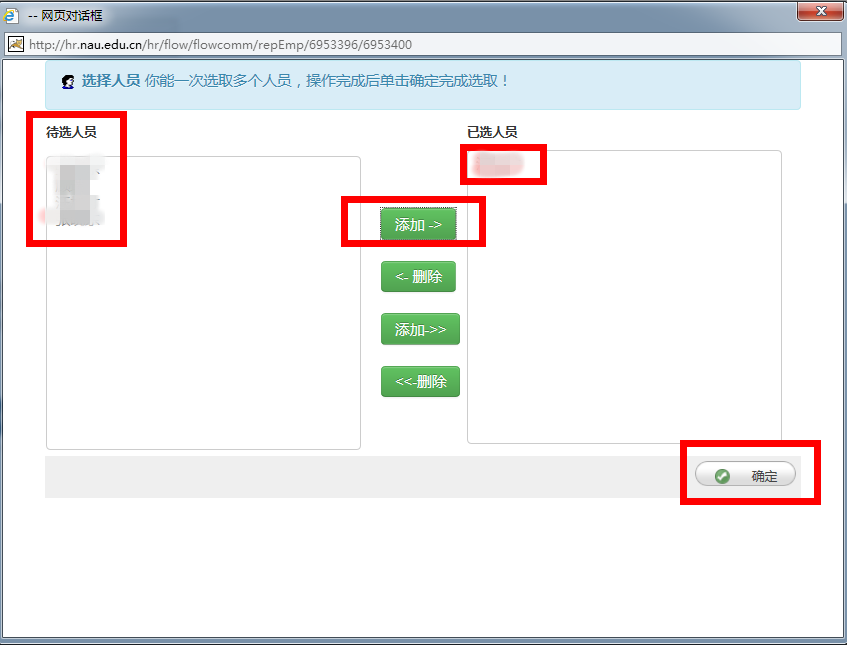 -- 网页对话框
http://hr.nau.edu.cn/hr/flow/flowcomm/repEmp/6953396/6953400
选择人员 你能一次选取多个人员，操作完成后单击确定完成选取！
待选人员
已选人员
添加 ->
<- 删除
添加->>
<<-删除
确定